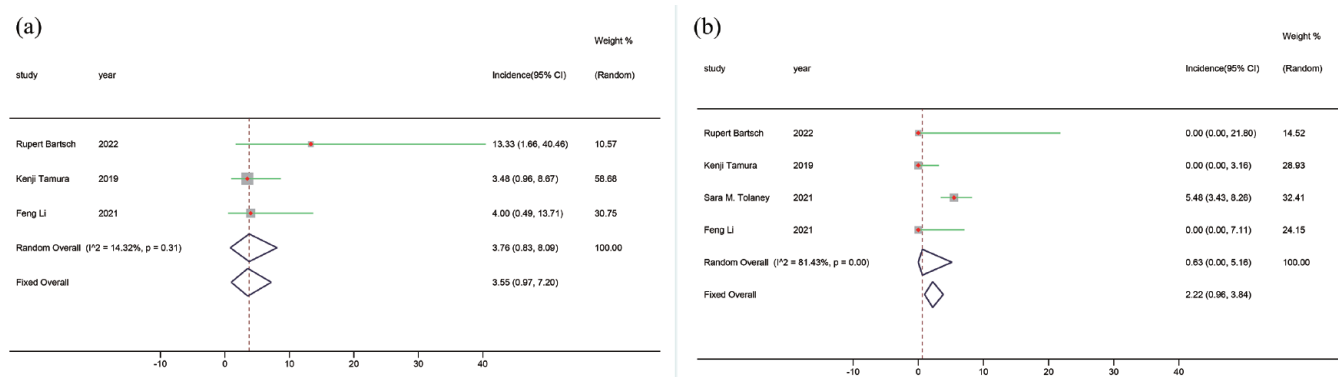 (a)
Weight %
study year Incidence(95% CI) (Random)
Rupert Bartsch 2022 13.33 (1.66, 40.46) 10.57
Kenji Tamura 2019 3.48 (0.96, 8.67) 58.68
Feng Li 2021 4.00 (0.49, 13.71) 30.75
Random Overall (I^2 = 14.32%, p = 0.31) 3.76 (0.83, 8.09) 100.00
Fixed Overall 3.55 (0.97, 7.20)
-10 0 10 20 30 40
(b)
Weight %
study year Incidence(95% CI) (Random)
Rupert Bartsch 2022 0.00 (0.00, 21.80) 14.52
Kenji Tamura 2019 0.00 (0.00, 3.16) 28.93
Sara M. Tolaney 2021 5.48 (3.43, 8.26) 32.41
Feng Li 2021 0.00 (0.00, 7.11) 24.15
Random Overall (I^2 = 81.43%, p = 0.00) 0.63 (0.00, 5.16) 100.00
Fixed Overall 2.22 (0.96, 3.84)
-10 0 10 20 30 40